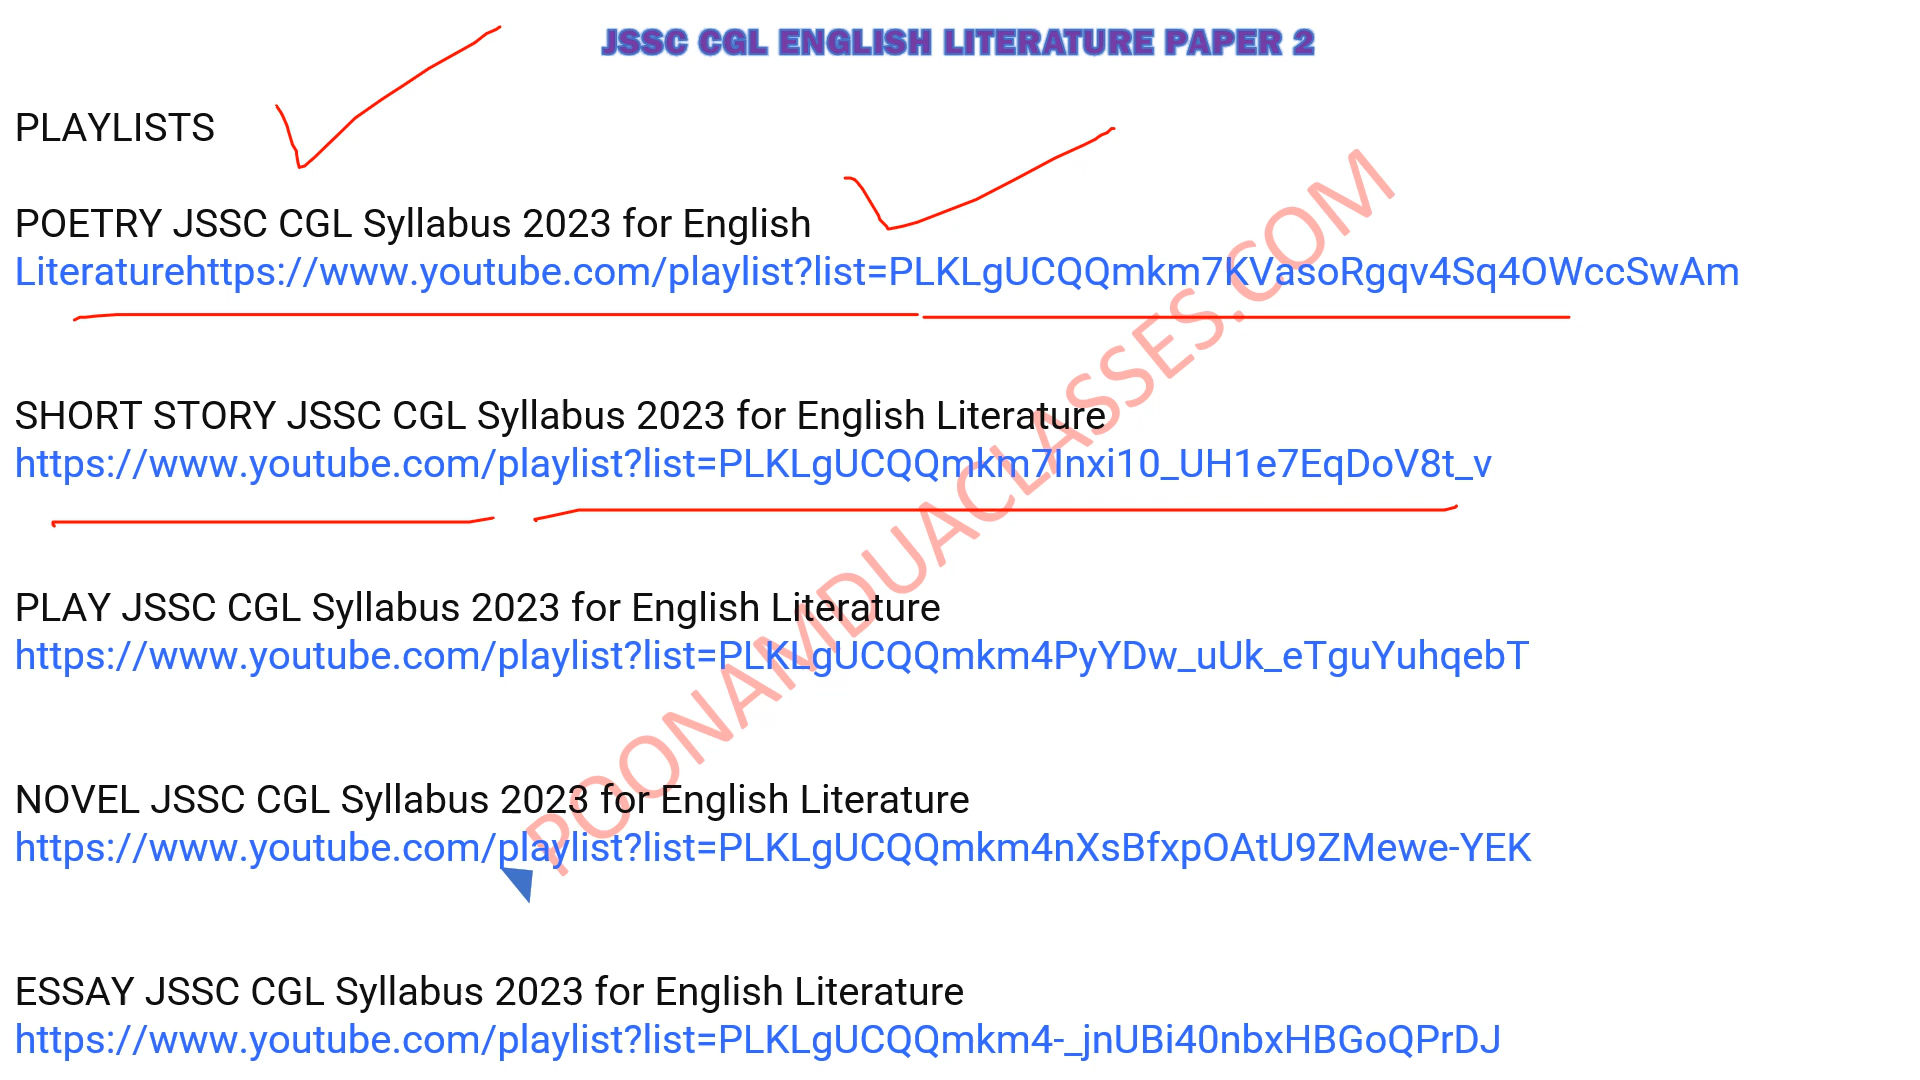 JSSC CGL ENGLISH LITERATURE PAPER 2
PLAYLISTS
POETRY JSSC CGL Syllabus 2023 for English
Literaturehttps://www.youtube.com/playlist?list=PLKLgUCQQmkm7KVasoRgqv4Sq4OWccSwAm
SHORT STORY JSSC CGL Syllabus 2023 for English Literature
https://www.youtube.com/playlist?list=PLKLgUCQQmkm7Inxi10_UH1e7EqDoV8t_v
PLAY JSSC CGL Syllabus 2023 for English Literature
https://www.youtube.com/playlist?list=PLKLgUCQQmkm4PyYDw_uUk_eTguYuhqebT
NOVEL JSSC CGL Syllabus 2023 for English Literature
https://www.youtube.com/playlist?list=PLKLgUCQQmkm4nXsBfxpOAtU9ZMewe-YEK
ESSAY JSSC CGL Syllabus 2023 for English Literature
https://www.youtube.com/playlist?list=PLKLgUCQQmkm4-_jnUBi40nbxHBGoQPrDJ
POONAMDUACLASSES.COM